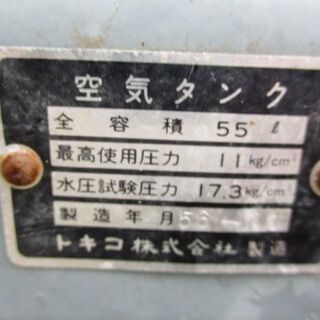 空気タンク
全容積 55 ℓ
最高使用圧力 11 kg/cm²
水圧試験圧力 17.3 kg/cm²
製造年月 56-
トキコ株式会社 製造